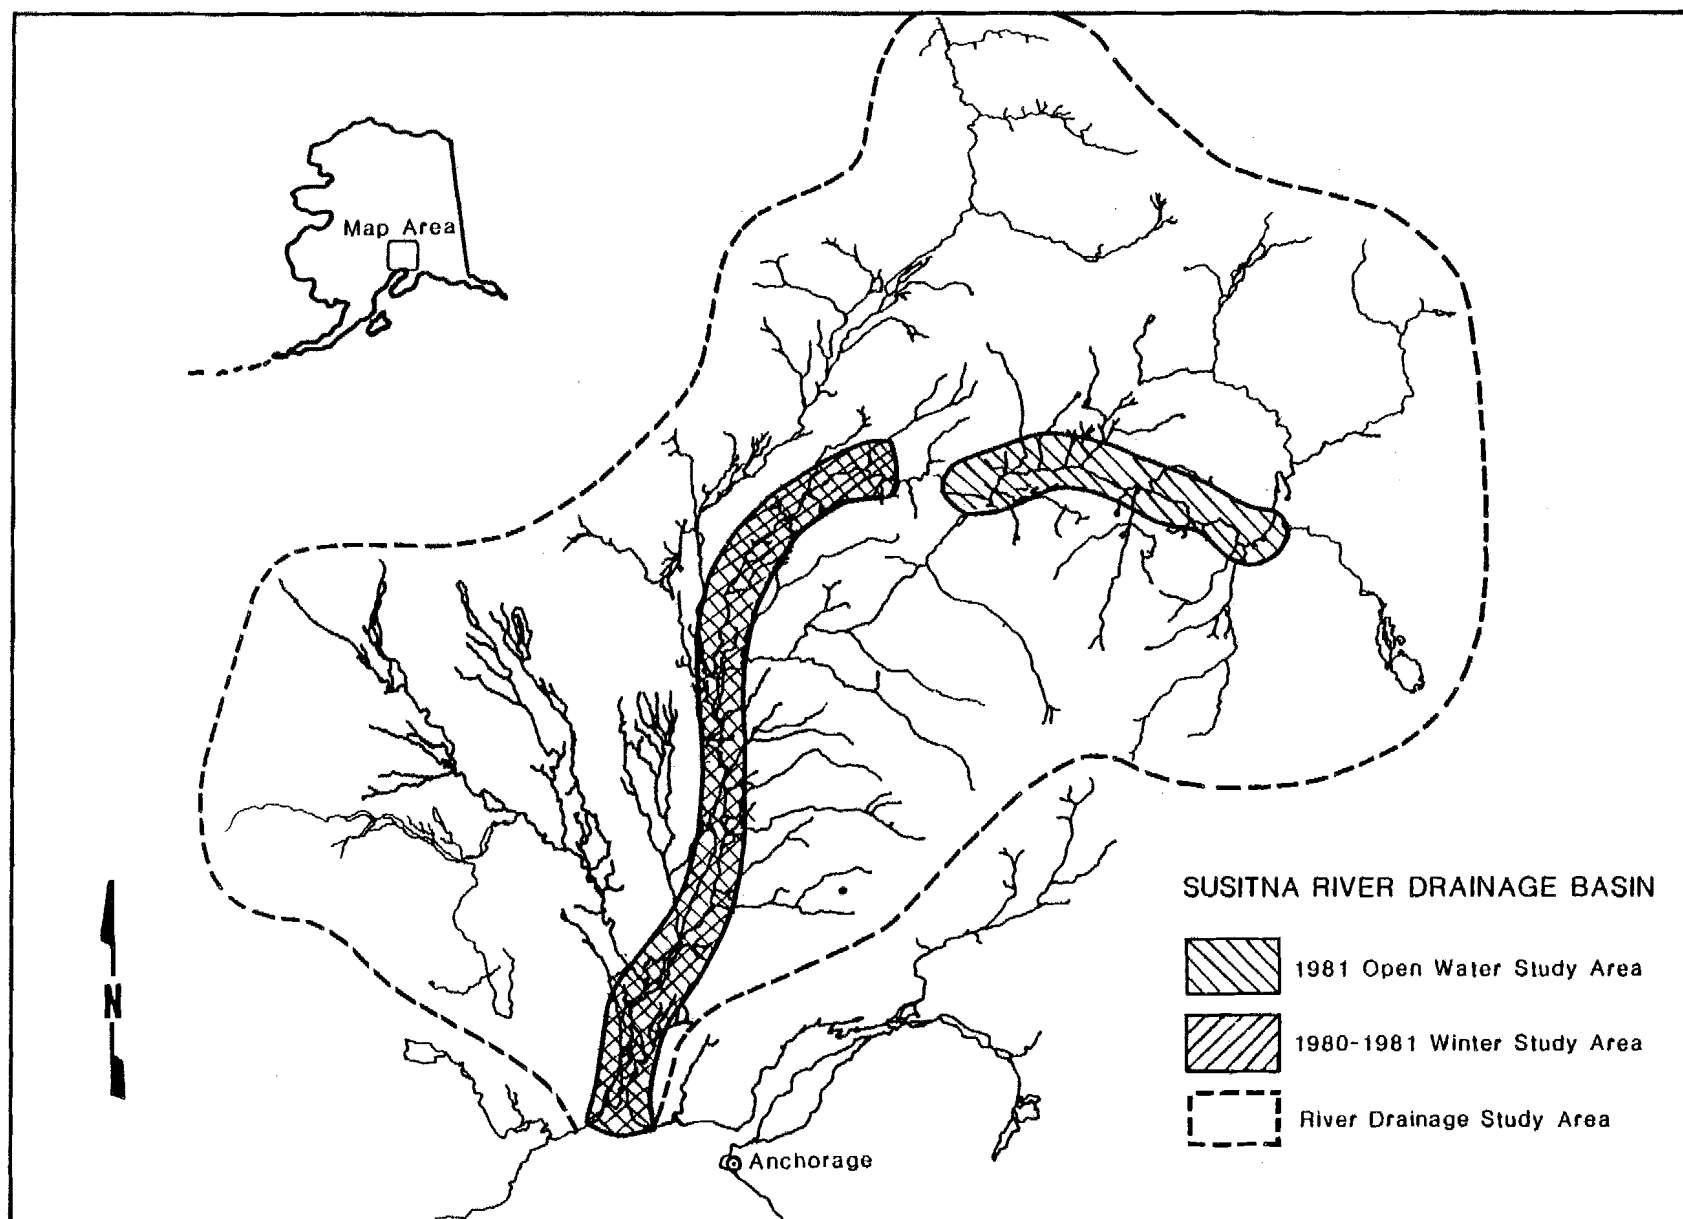 Map Area
SUSITNA RIVER DRAINAGE BASIN
1981 Open Water Study Area
1980-1981 Winter Study Area
River Drainage Study Area
N
Anchorage